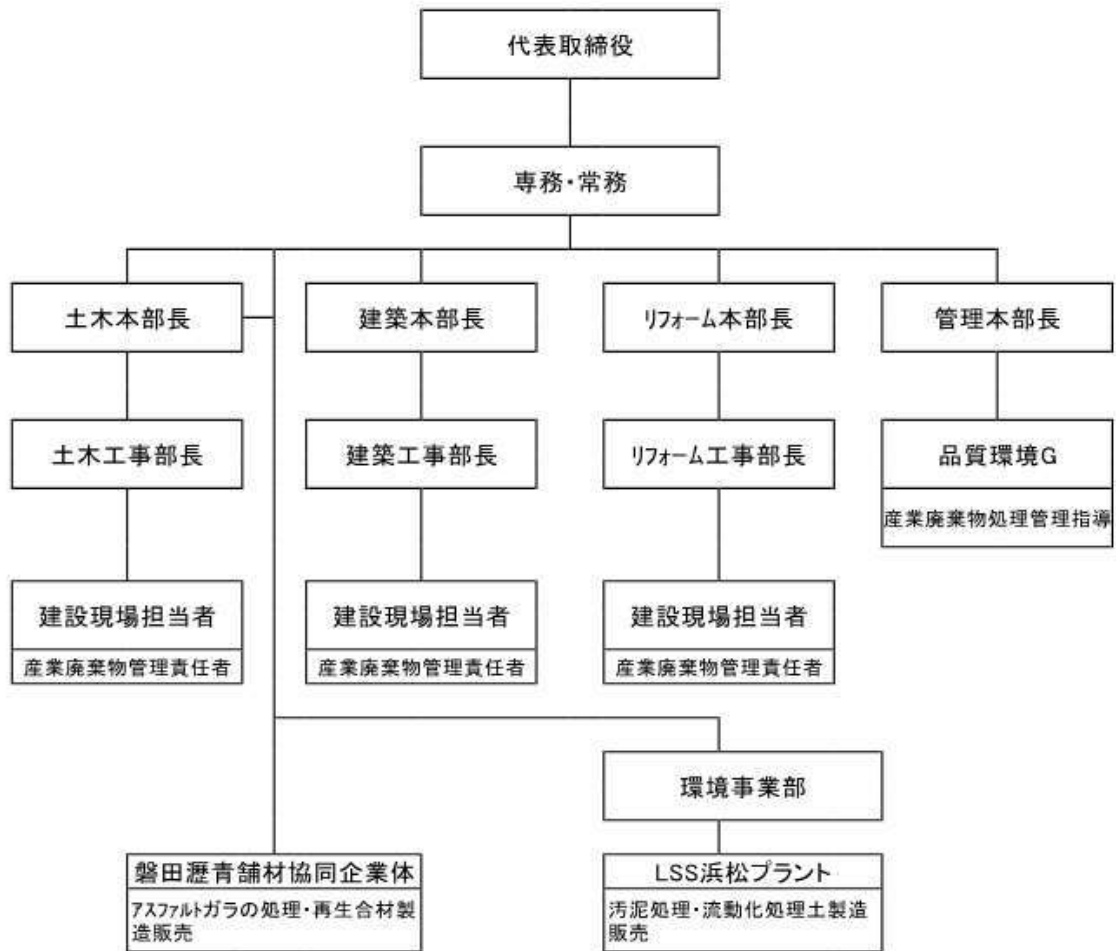 代表取締役
専務・常務
土木本部長
建築本部長
リフォーム本部長
管理本部長
土木工事部長
建築工事部長
リフォーム工事部長
品質環境G
産業廃棄物処理管理指導
建設現場担当者
産業廃棄物管理責任者
建設現場担当者
産業廃棄物管理責任者
建設現場担当者
産業廃棄物管理責任者
環境事業部
磐田瀝青舗材協同企業体
アスファルトガラの処理・再生合材製
造販売
LSS浜松プラント
汚泥処理・流動化処理土製造
販売